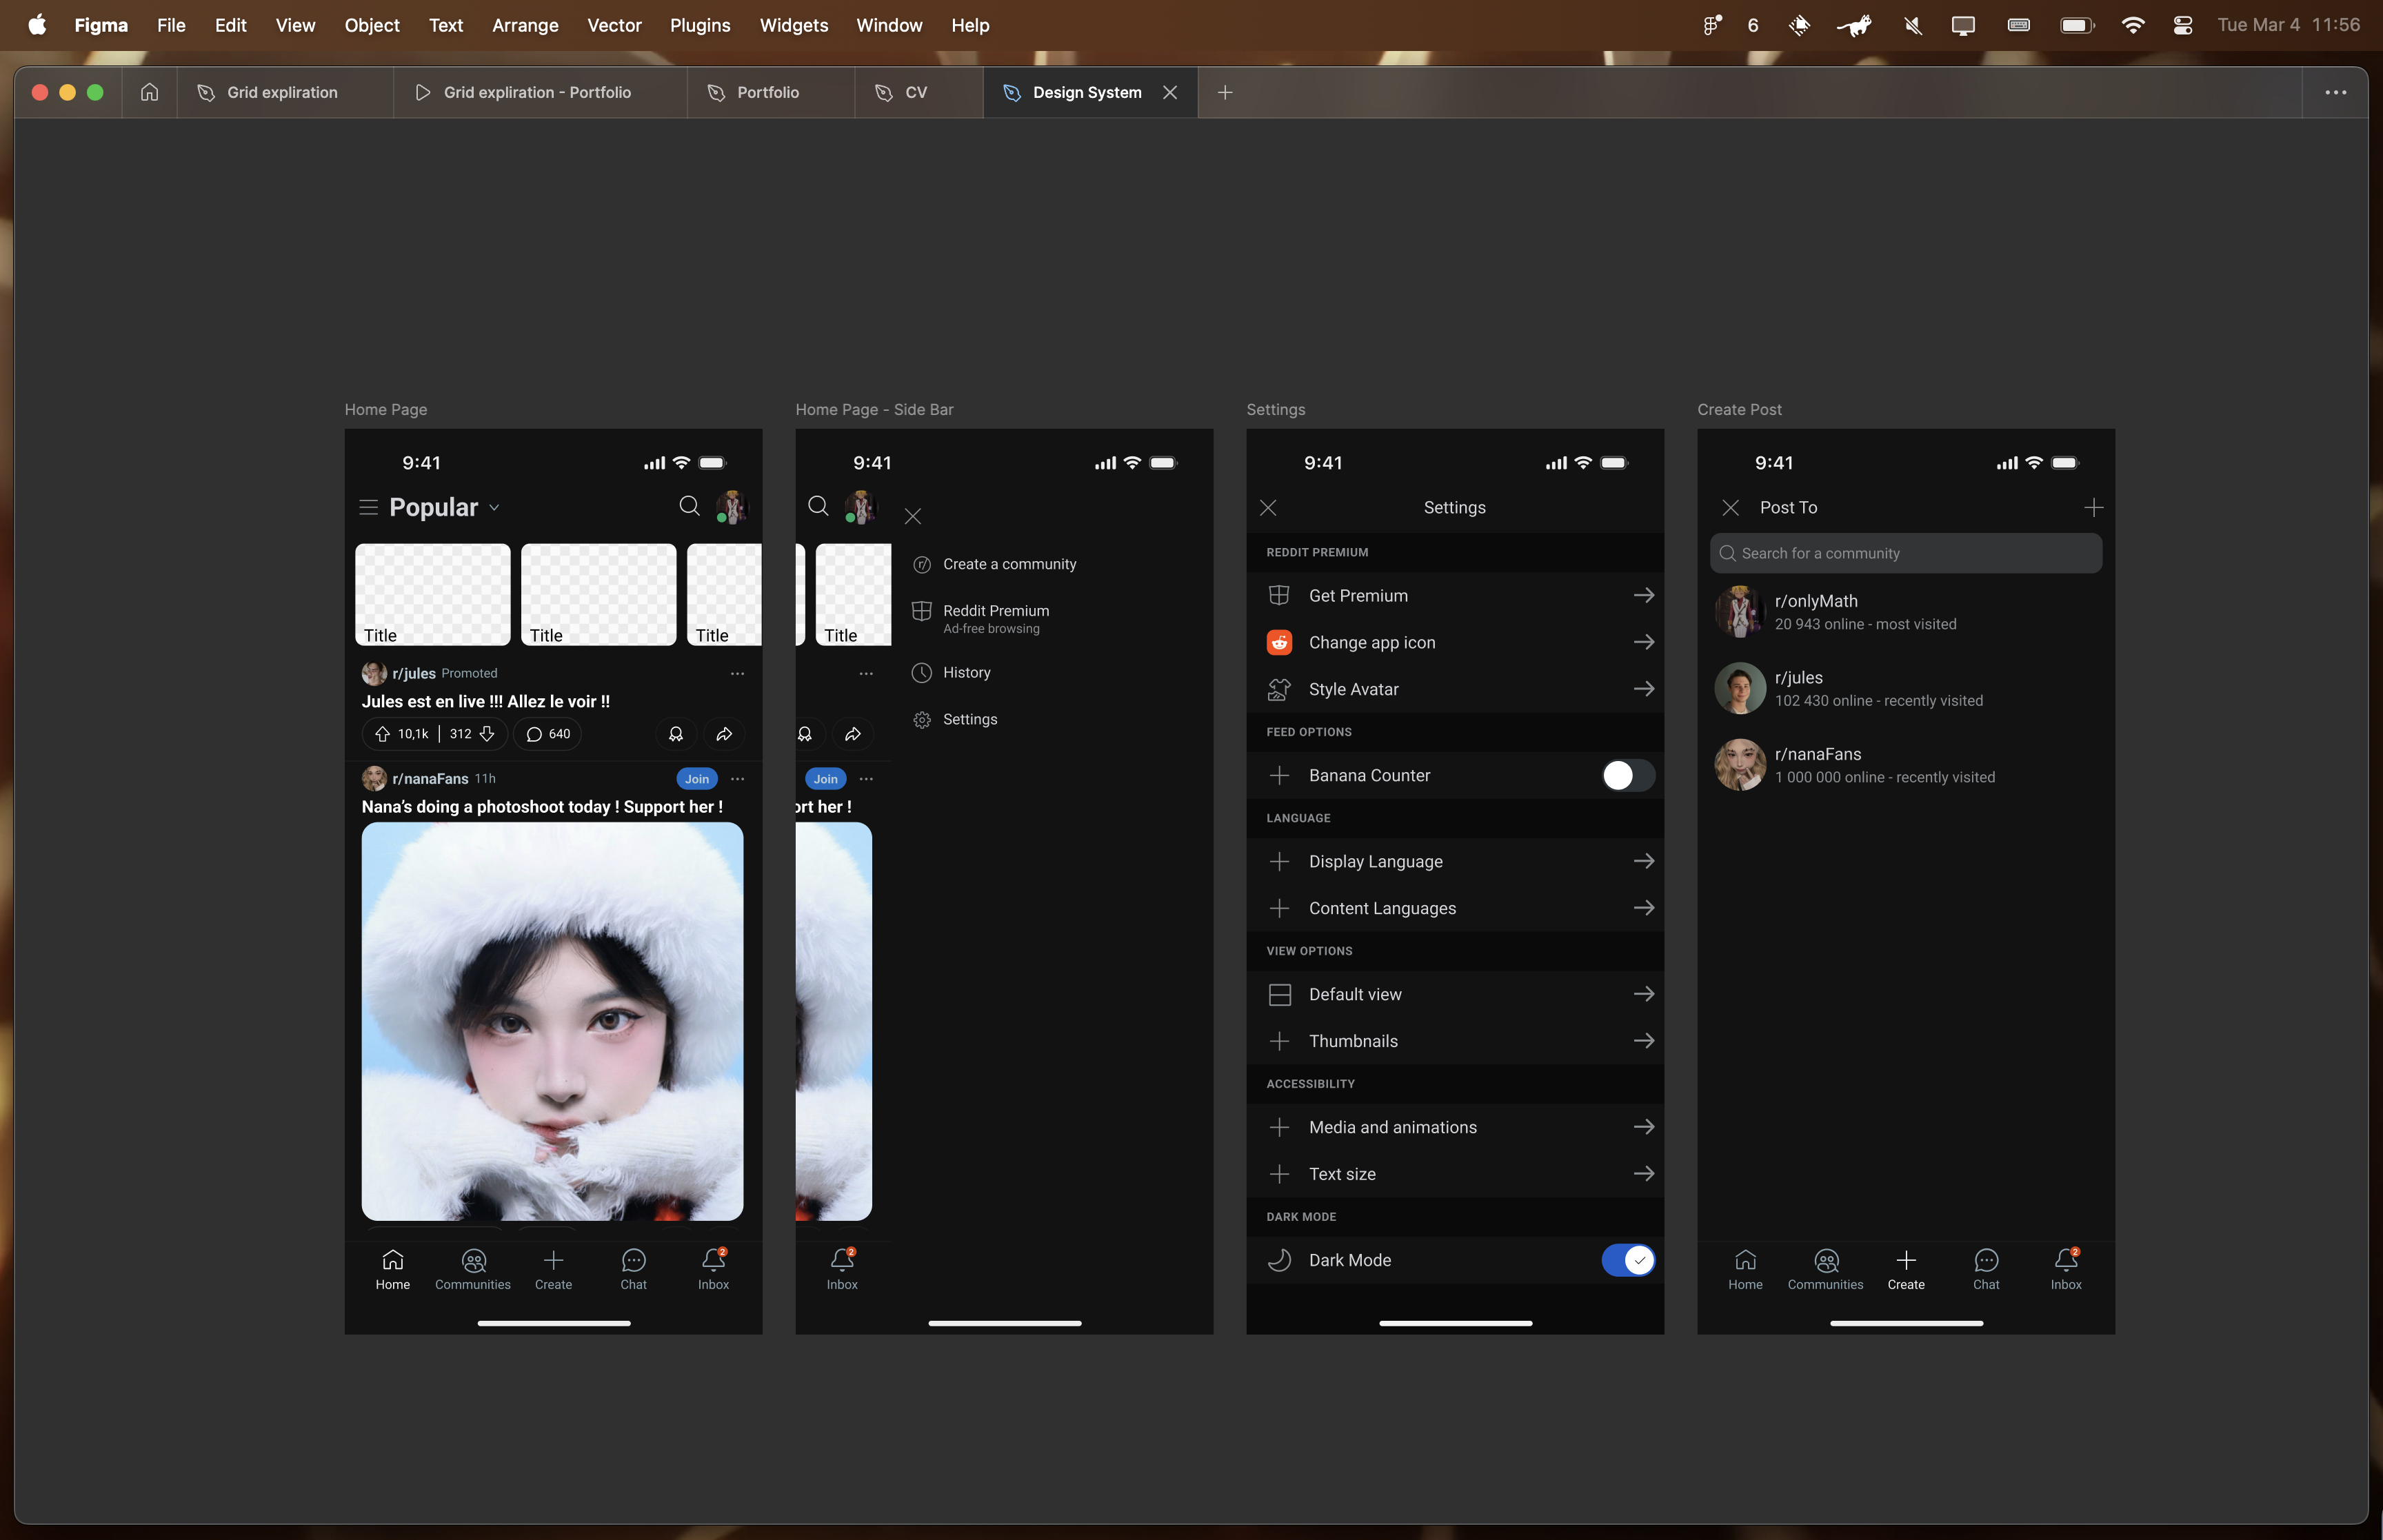 Figma File Edit View Object Text Arrange Vector Plugins Widgets Window Help 6 Tue Mar 4 11:56
Grid expliration Grid expliration - Portfolio Portfolio CV Design System
Home Page
9:41
Popular
Title Title Title
r/jules Promoted
Jules est en live !!! Allez le voir !!
10,1k 312 640
r/nanaFans 11h Join
Nana’s doing a photoshoot today ! Support her !
Home Communities Create Chat Inbox
2
Home Page - Side Bar
9:41
Create a community
Title
Reddit Premium
Ad-free browsing
History
Settings
Join
ort her !
2
Inbox
Settings
9:41
Settings
REDDIT PREMIUM
Get Premium
Change app icon
Style Avatar
FEED OPTIONS
Banana Counter
LANGUAGE
Display Language
Content Languages
VIEW OPTIONS
Default view
Thumbnails
ACCESSIBILITY
Media and animations
Text size
DARK MODE
Dark Mode
Create Post
9:41
Post To
Search for a community
r/onlyMath
20 943 online - most visited
r/jules
102 430 online - recently visited
r/nanaFans
1 000 000 online - recently visited
2
Home Communities Create Chat Inbox